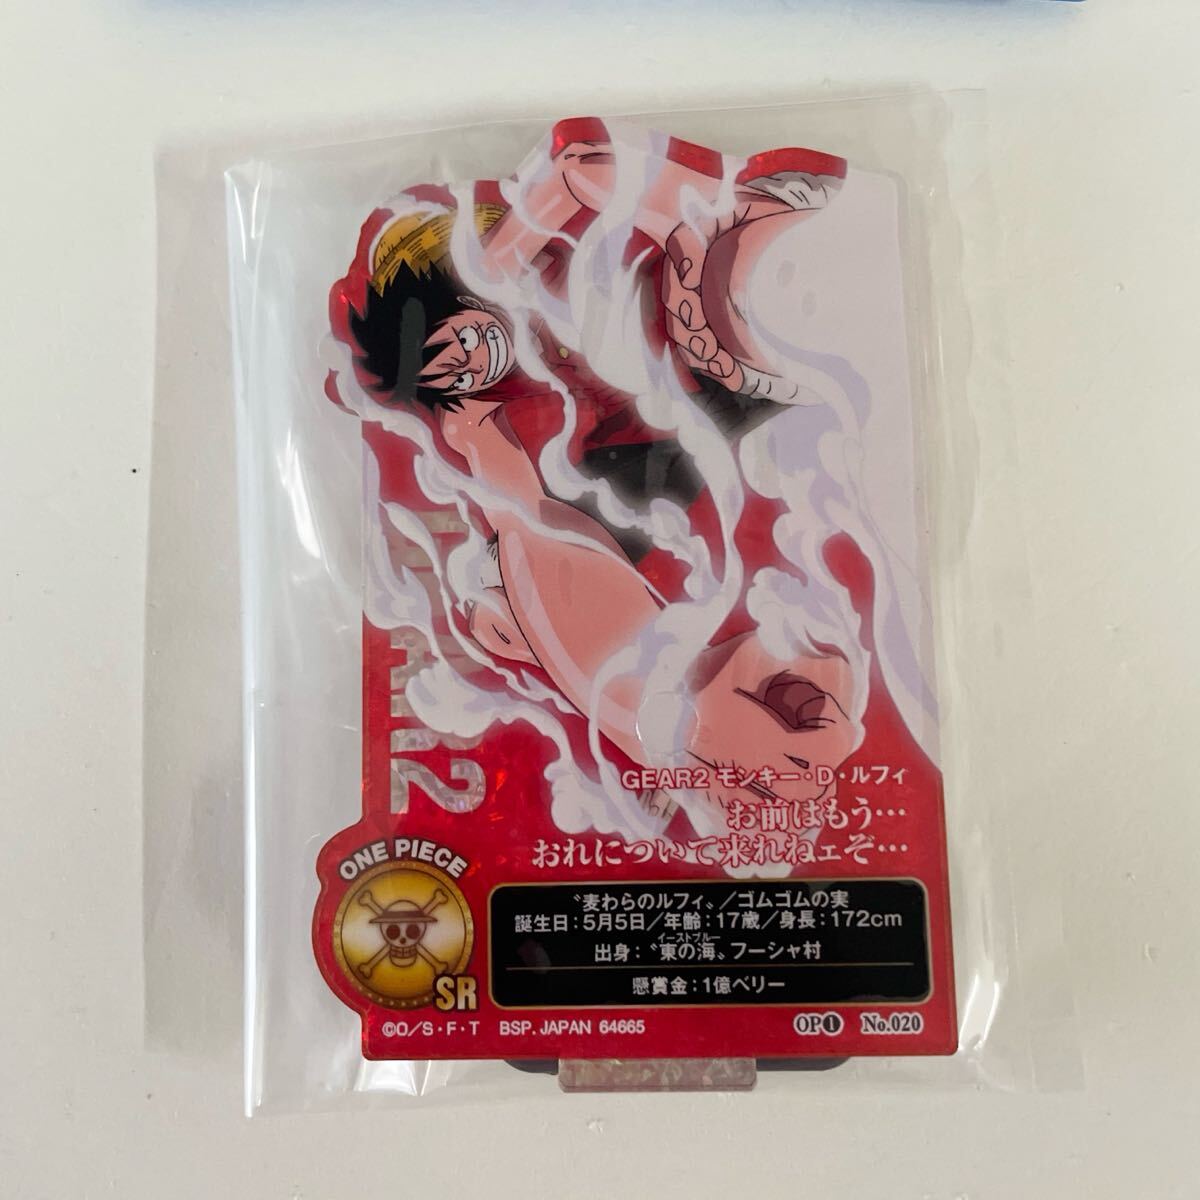 GEAR2
GEAR2 モンキー・D・ルフィ
お前はもう…
おれについて来れねェぞ…
ONE PIECE
SR
〝麦わらのルフィ〟／ゴムゴムの実
誕生日：5月5日／年齢：17歳／身長：172cm
イーストブルー
出身：〝東の海〟フーシャ村
懸賞金：1億ベリー
©O／S・F・T BSP. JAPAN 64665 OP❶ No.020